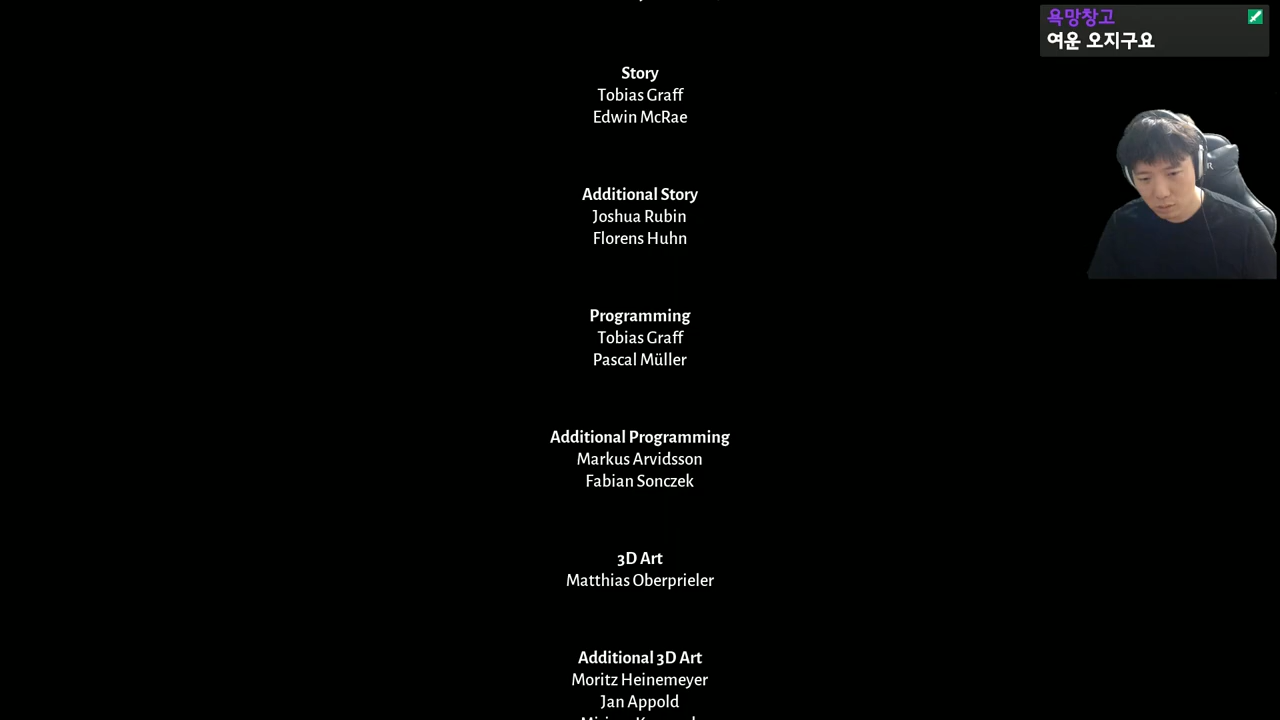 욕망창고
여운 오지구요
Story
Tobias Graff
Edwin McRae
Additional Story
Joshua Rubin
Florens Huhn
Programming
Tobias Graff
Pascal Müller
Additional Programming
Markus Arvidsson
Fabian Sonczek
3D Art
Matthias Oberprieler
Additional 3D Art
Moritz Heinemeyer
Jan Appold